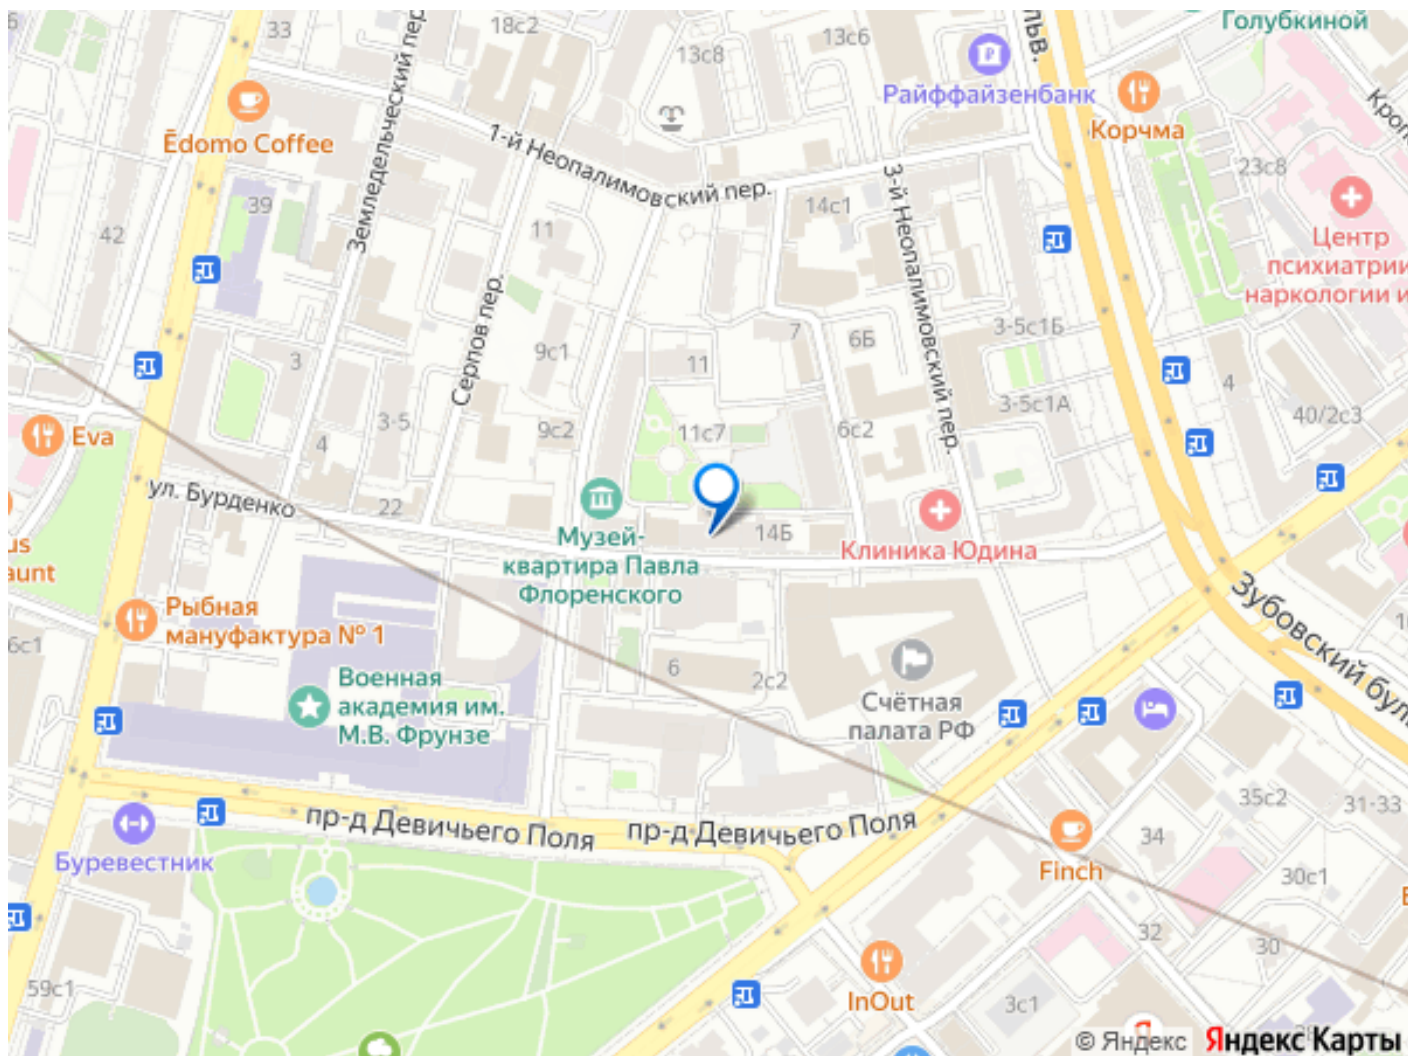 Голубкиной
33
18с2
13с8
13с6
Райффайзенбанк
Корчма
Ēdomo Coffee
Земледельческий пер.
1-й Неопалимовский пер.
3-й Неопалимовский пер.
23с8
39
42
11
14с1
Центр
психиатрии
наркологии и
Серпов пер.
3
9с1
11
7
6Б
3-5с1Б
4
3-5с1А
40/2с3
Eva
3-5
4
9с2
11с7
6с2
ул. Бурденко
22
Музей-
квартира Павла
Флоренского
14Б
Клиника Юдина
Рыбная
мануфактура № 1
6с1
6
2с2
Зубовский буль
Военная
академия им.
М.В. Фрунзе
Счётная
палата РФ
пр-д Девичьего Поля
пр-д Девичьего Поля
Буревестник
Finch
34
35с2
31-33
30с1
32
30
59с1
InOut
3с1
© Яндекс Яндекс Карты